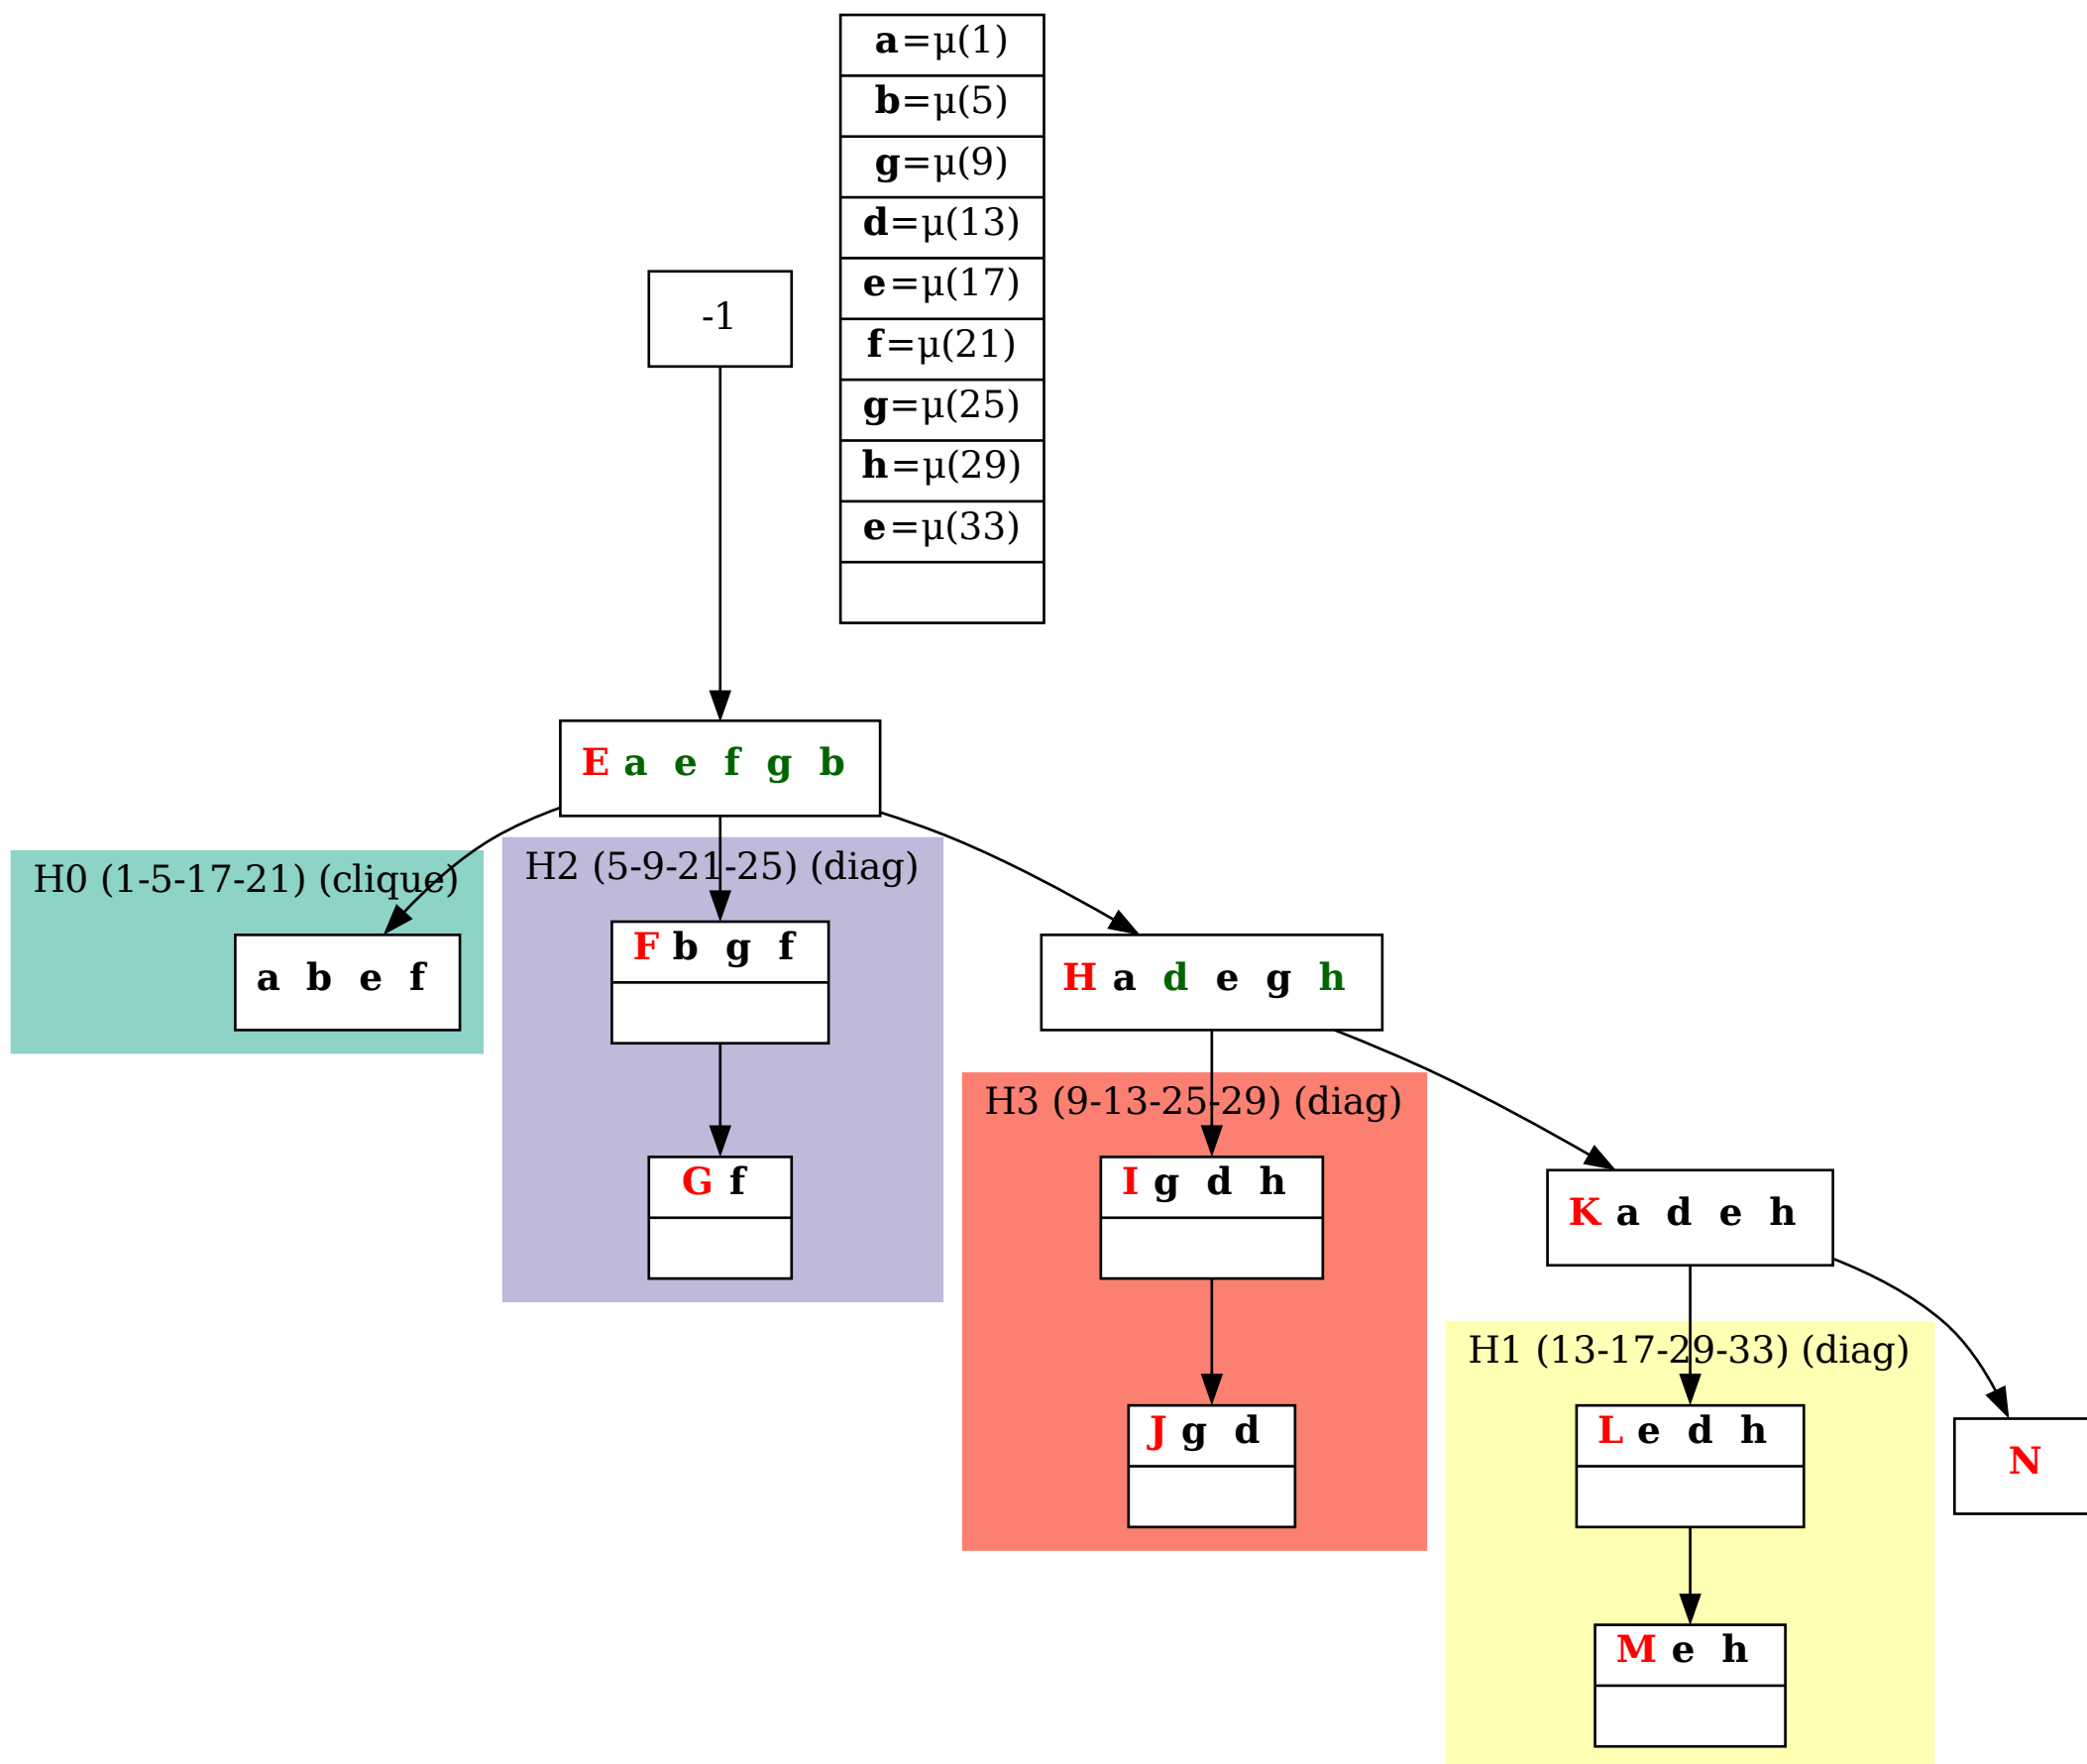 a=μ(1)
b=μ(5)
g=μ(9)
d=μ(13)
e=μ(17)
f=μ(21)
g=μ(25)
h=μ(29)
e=μ(33)
-1
E a e f g b
H0 (1-5-17-21) (clique)
a b e f
H2 (5-9-21-25) (diag)
F b g f
G f
H a d e g h
H3 (9-13-25-29) (diag)
I g d h
J g d
K a d e h
H1 (13-17-29-33) (diag)
L e d h
M e h
N